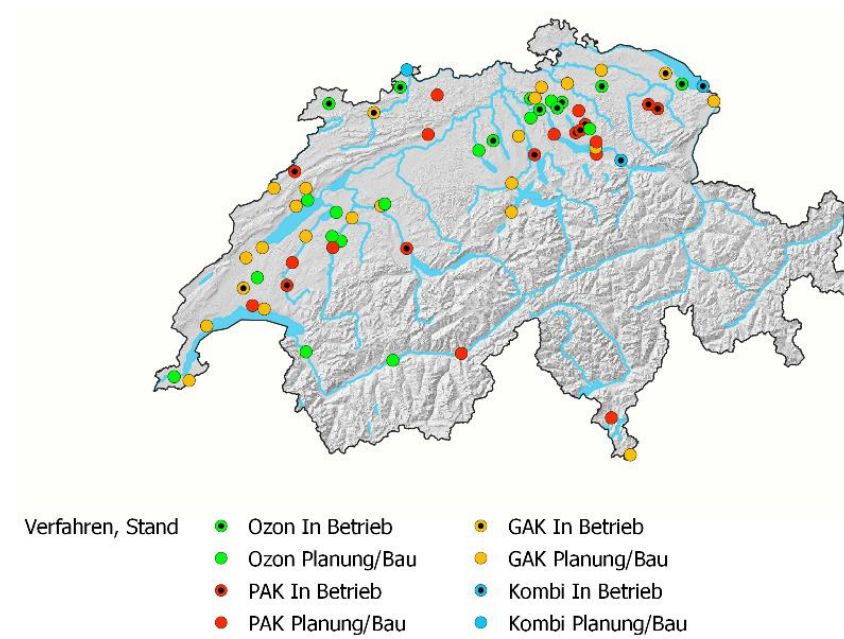 Verfahren, Stand
Ozon In Betrieb
GAK In Betrieb
Ozon Planung/Bau
GAK Planung/Bau
PAK In Betrieb
Kombi In Betrieb
PAK Planung/Bau
Kombi Planung/Bau